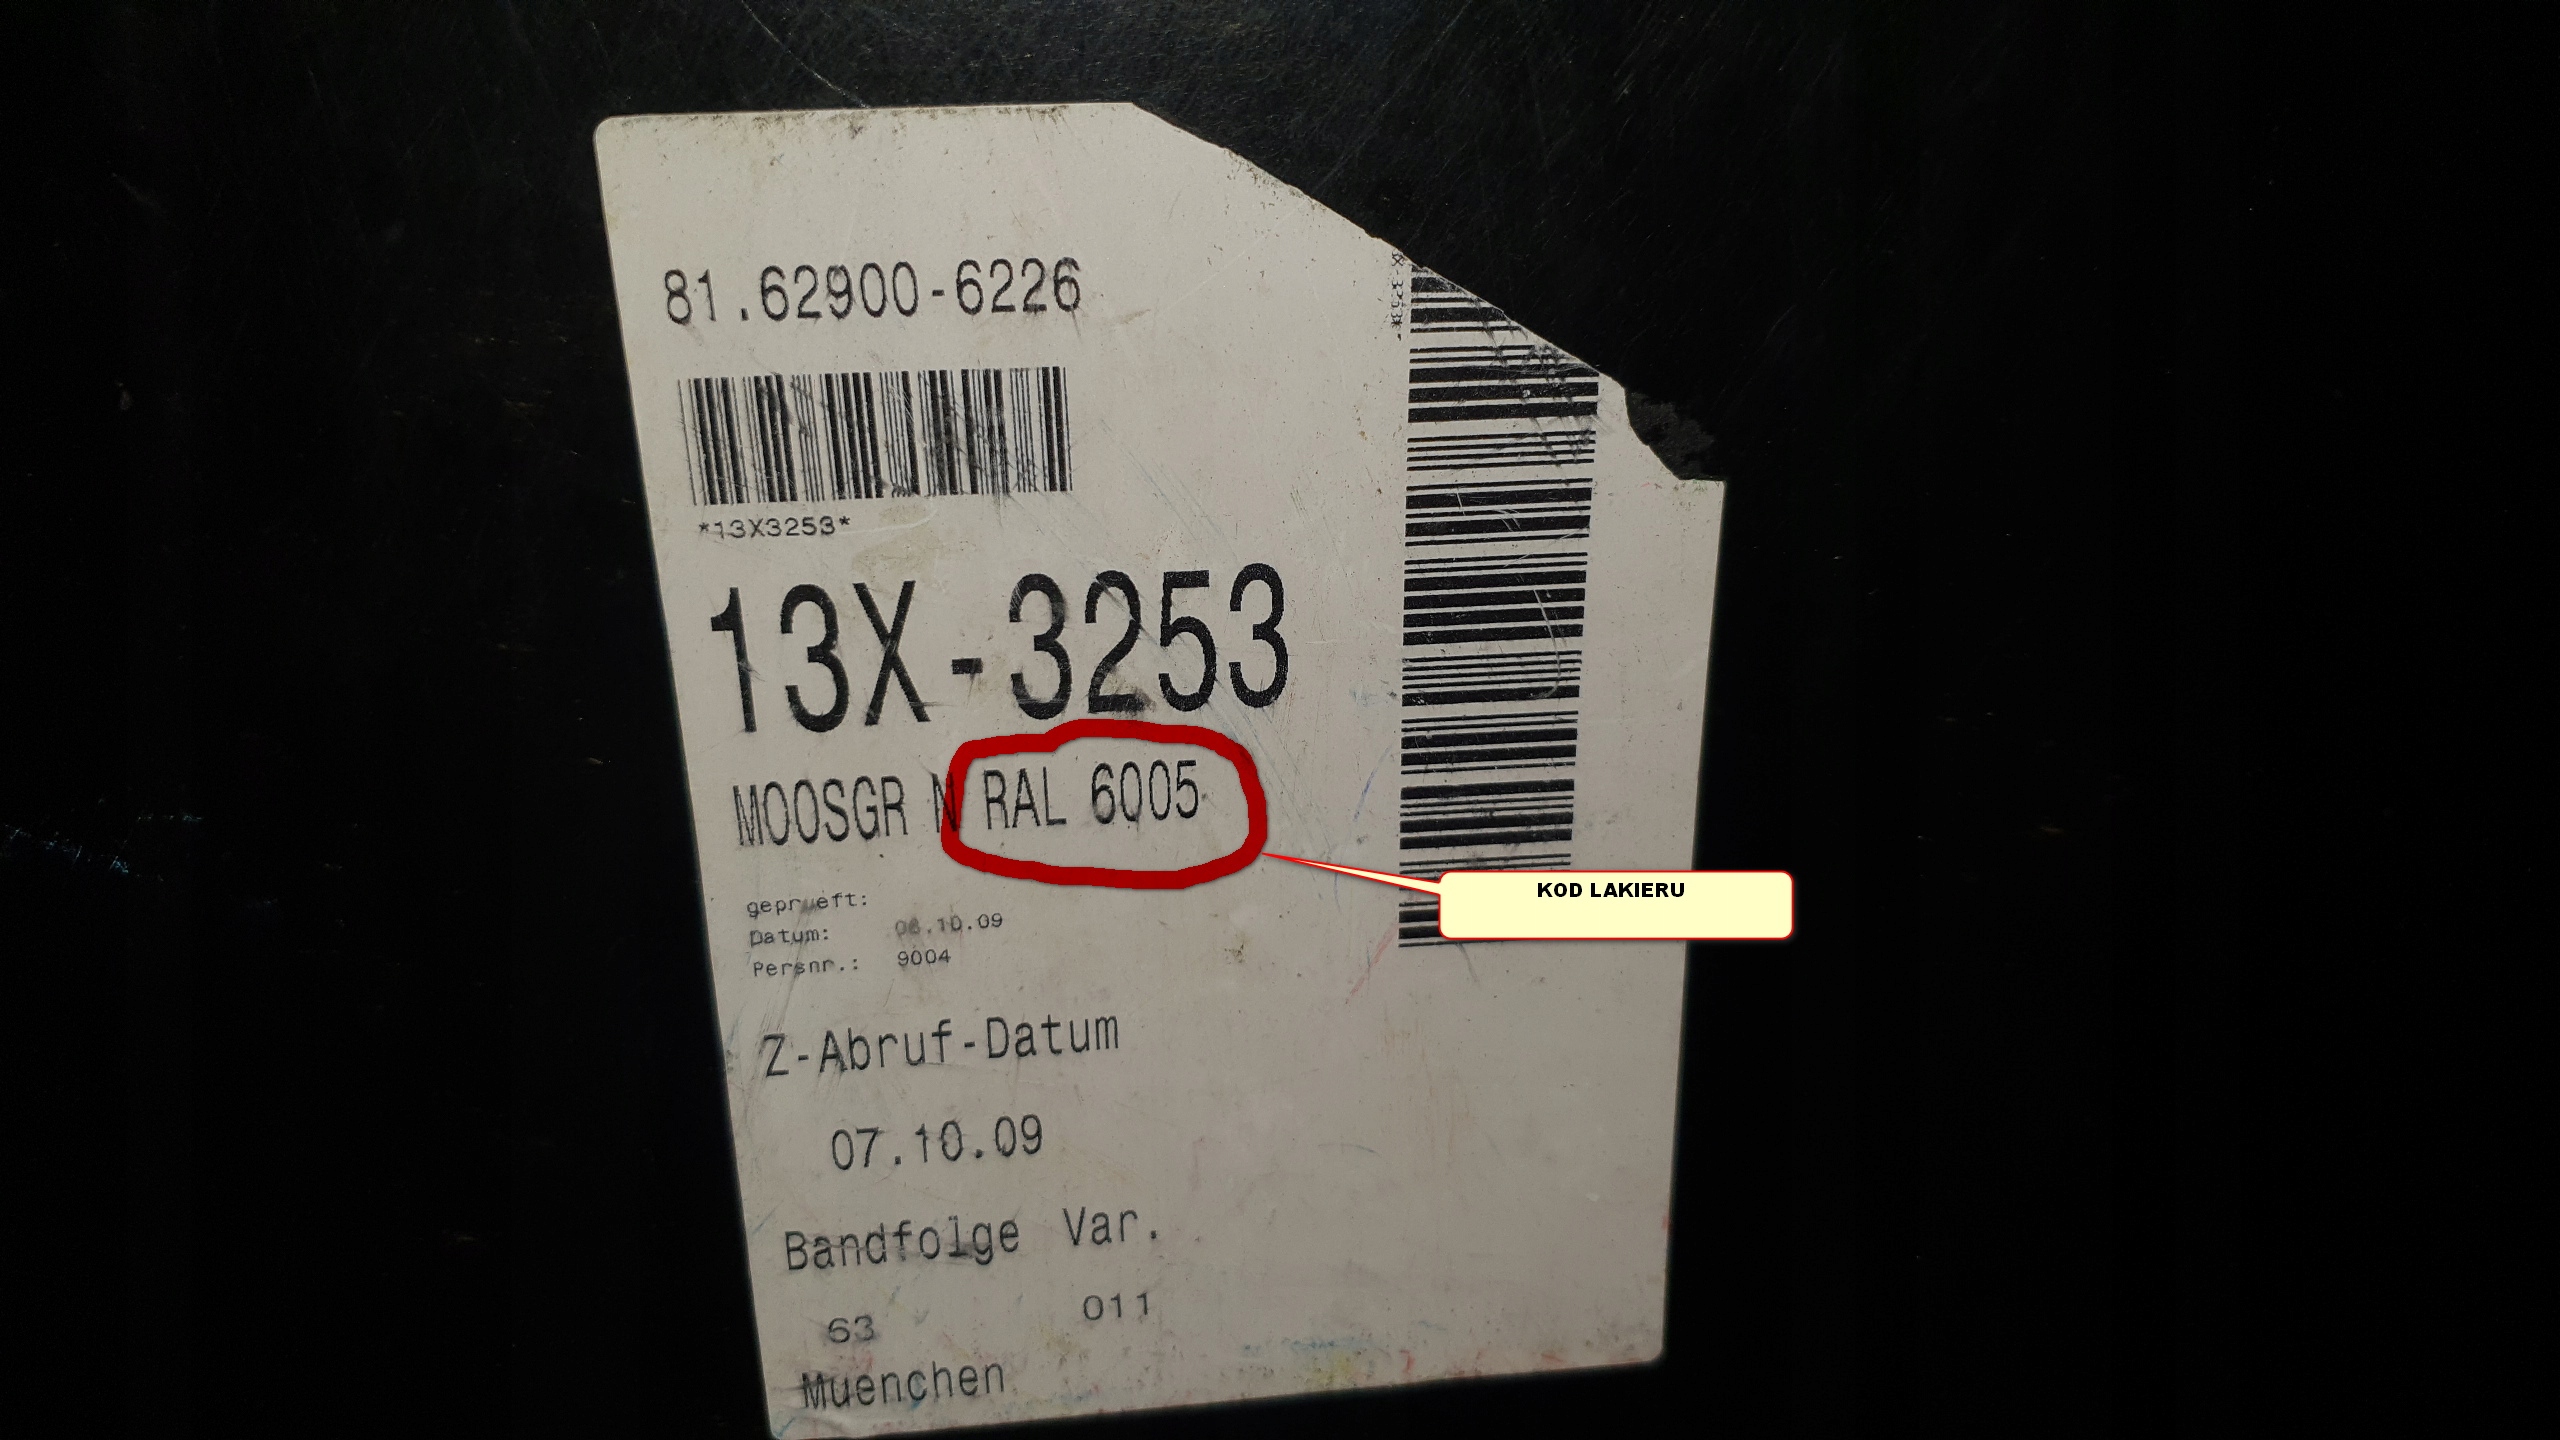 81.62900-6226
*13X3253*
13X-3253
MOOSGR N RAL 6005
KOD LAKIERU
geprueft:
Datum: 06.10.09
Persnr.: 9004
Z-Abruf-Datum
07.10.09
Bandfolge Var.
63 011
Muenchen